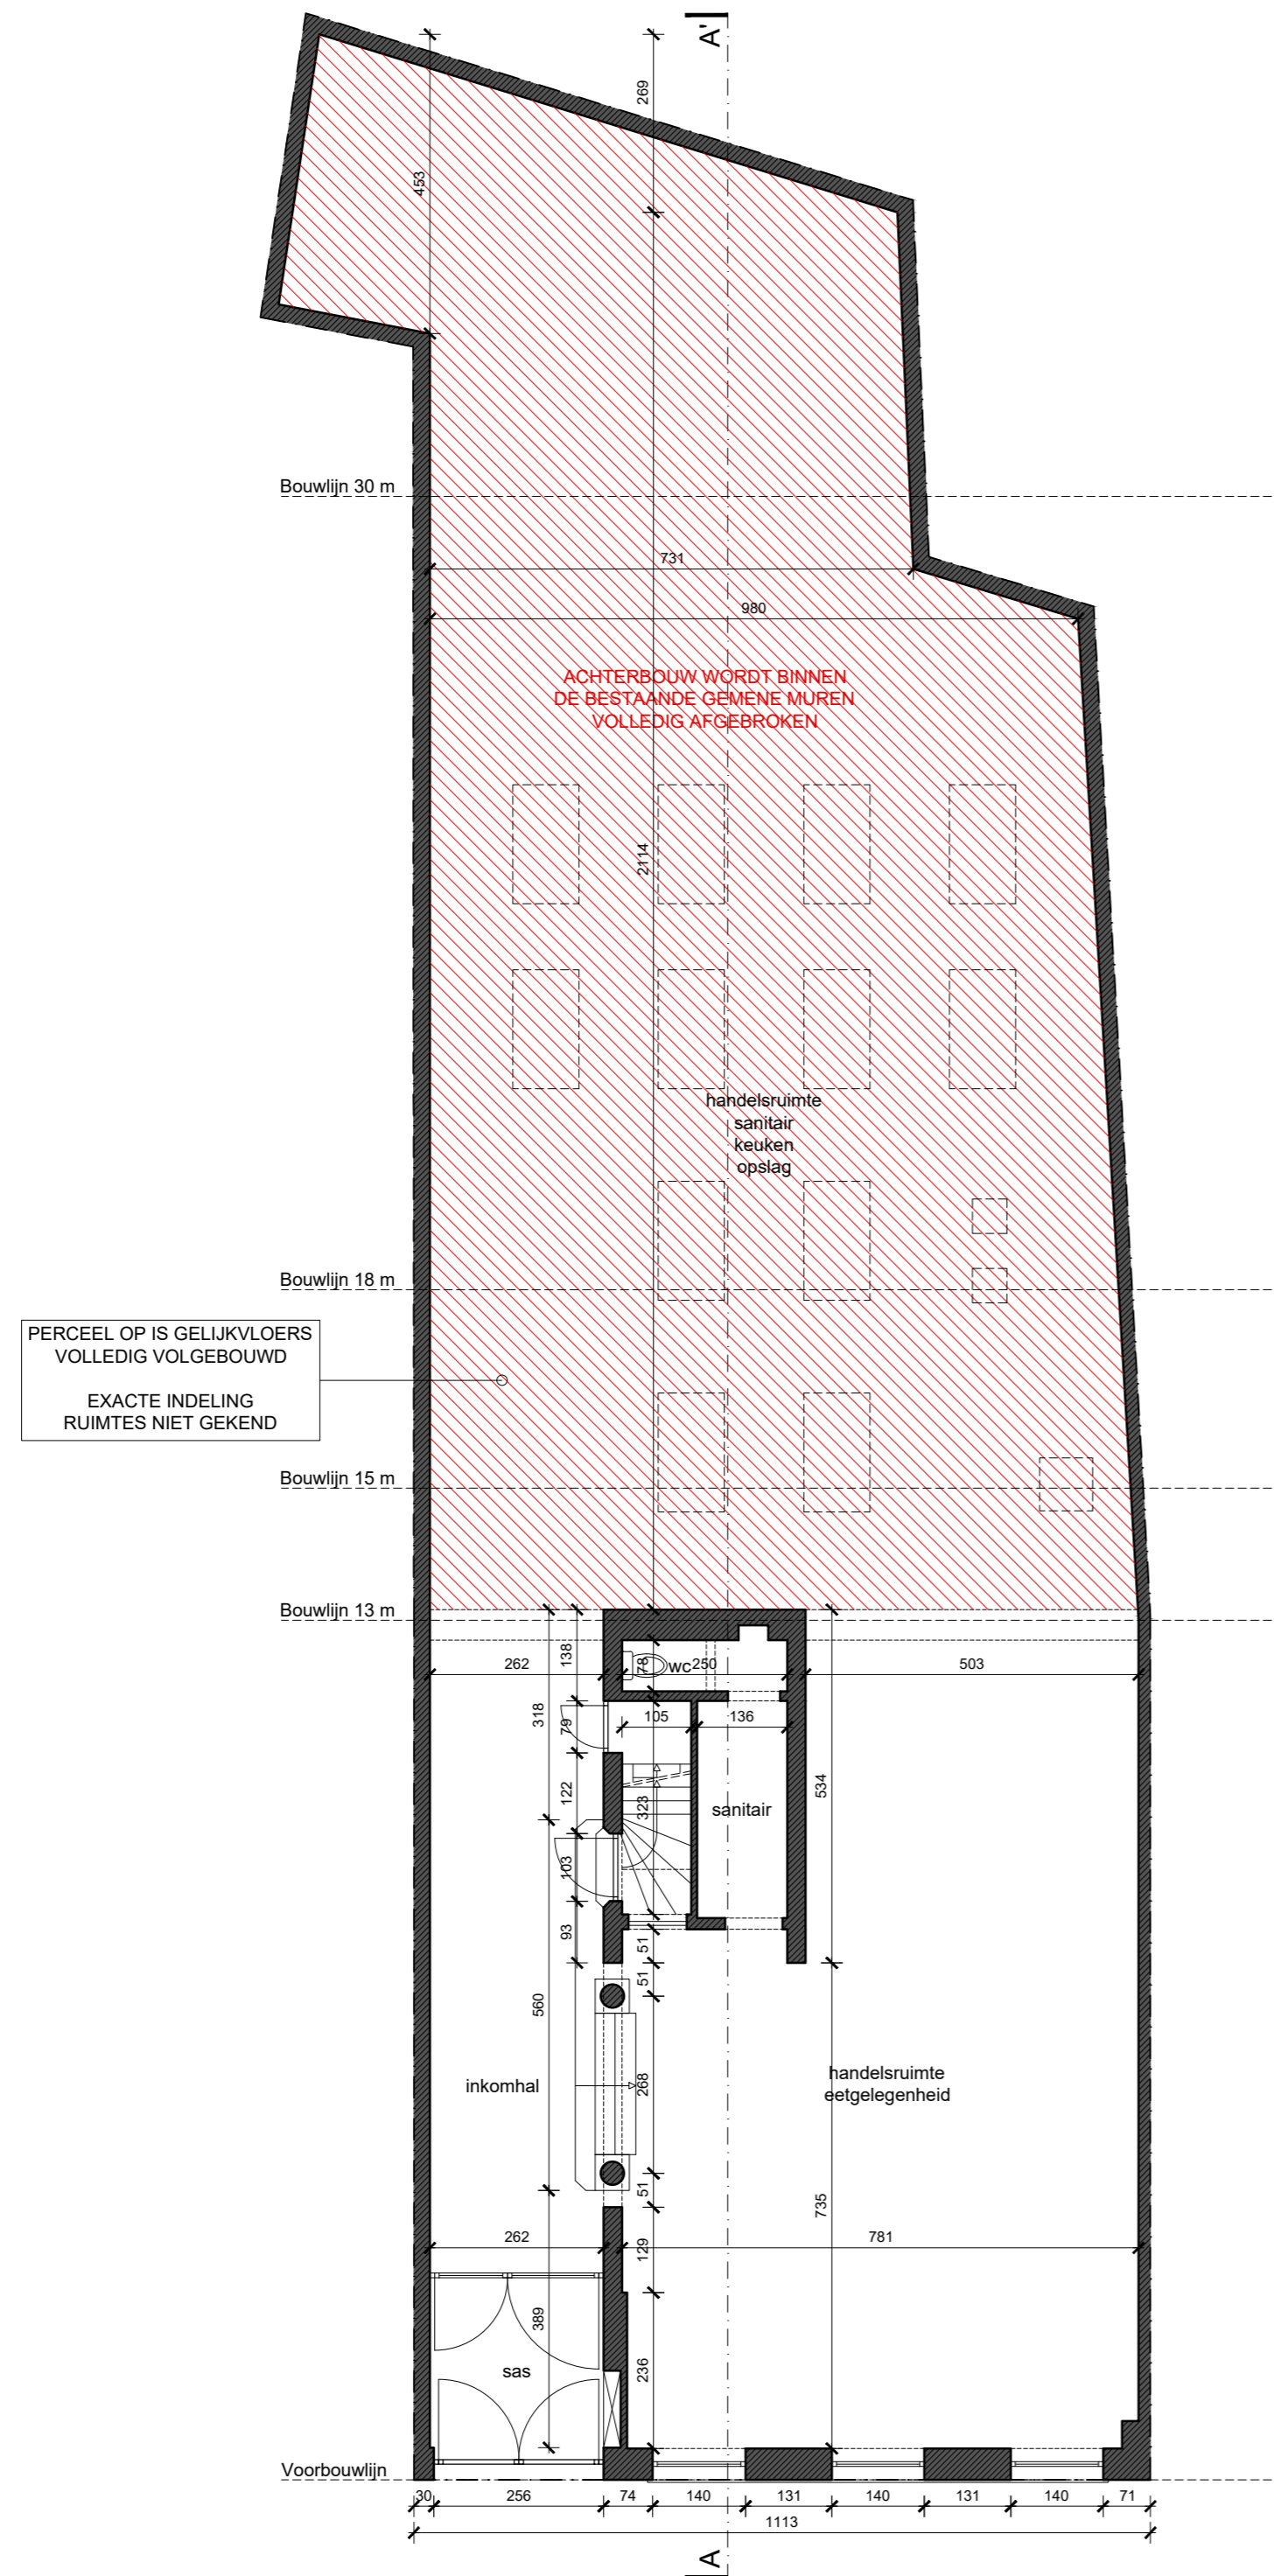 A'
269
453
Bouwlijn 30 m
731
980
ACHTERBOUW WORDT BINNEN
DE BESTAANDE GEMENE MUREN
VOLLEDIG AFGEBROKEN
2114
handelsruimte
sanitair
keuken
opslag
Bouwlijn 18 m
PERCEEL OP IS GELIJKVLOERS
VOLLEDIG VOLGEBOUWD
EXACTE INDELING
RUIMTES NIET GEKEND
Bouwlijn 15 m
Bouwlijn 13 m
138
262
78
wc
250
503
318
79
105
136
122
323
sanitair
534
103
93
51
51
560
inkomhal
268
handelsruimte
eetgelegenheid
51
735
262
129
781
389
sas
236
Voorbouwlijn
30
256
74
140
131
140
131
140
71
1113
A